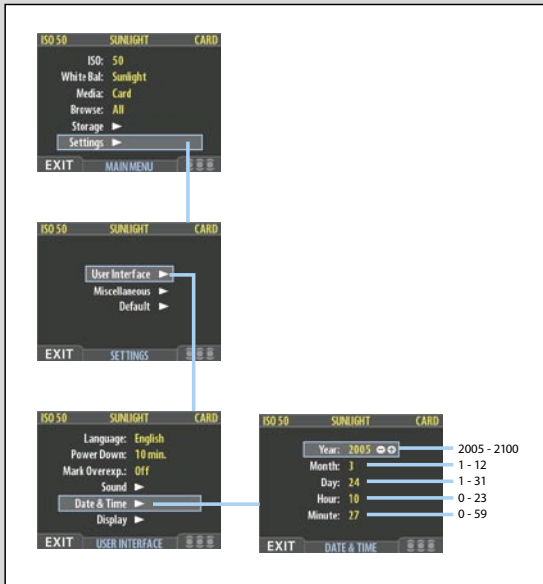 ISO 50 SUNLIGHT CARD
ISO: 50
White Bal: Sunlight
Media: Card
Browse: All
Storage
Settings
EXIT MAIN MENU
ISO 50 SUNLIGHT CARD
User Interface
Miscellaneous
Default
EXIT SETTINGS
ISO 50 SUNLIGHT CARD
Language: English
Power Down: 10 min.
Mark Overexp.: Off
Sound
Date & Time
Display
EXIT USER INTERFACE
ISO 50 SUNLIGHT CARD
Year: 2005 2005 - 2100
Month: 3 1 - 12
Day: 24 1 - 31
Hour: 10 0 - 23
Minute: 27 0 - 59
EXIT DATE & TIME